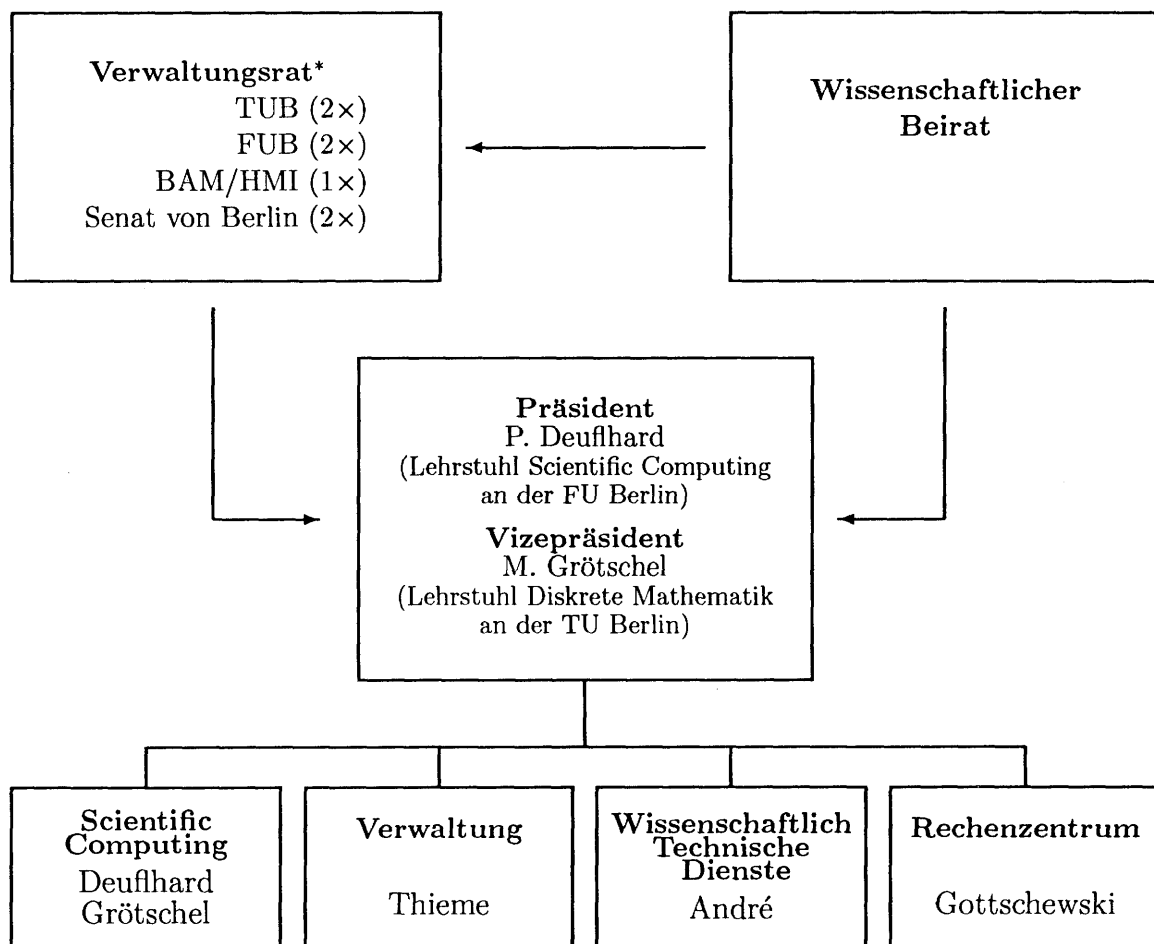 Verwaltungsrat*
TUB (2×)
FUB (2×)
BAM/HMI (1×)
Senat von Berlin (2×)
Wissenschaftlicher
Beirat
Präsident
P. Deuflhard
(Lehrstuhl Scientific Computing
an der FU Berlin)
Vizepräsident
M. Grötschel
(Lehrstuhl Diskrete Mathematik
an der TU Berlin)
Scientific
Computing
Deuflhard
Grötschel
Verwaltung
Thieme
Wissenschaftlich
Technische
Dienste
André
Rechenzentrum
Gottschewski